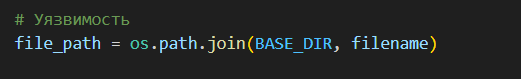 # Уязвимость
file_path = os.path.join(BASE_DIR, filename)